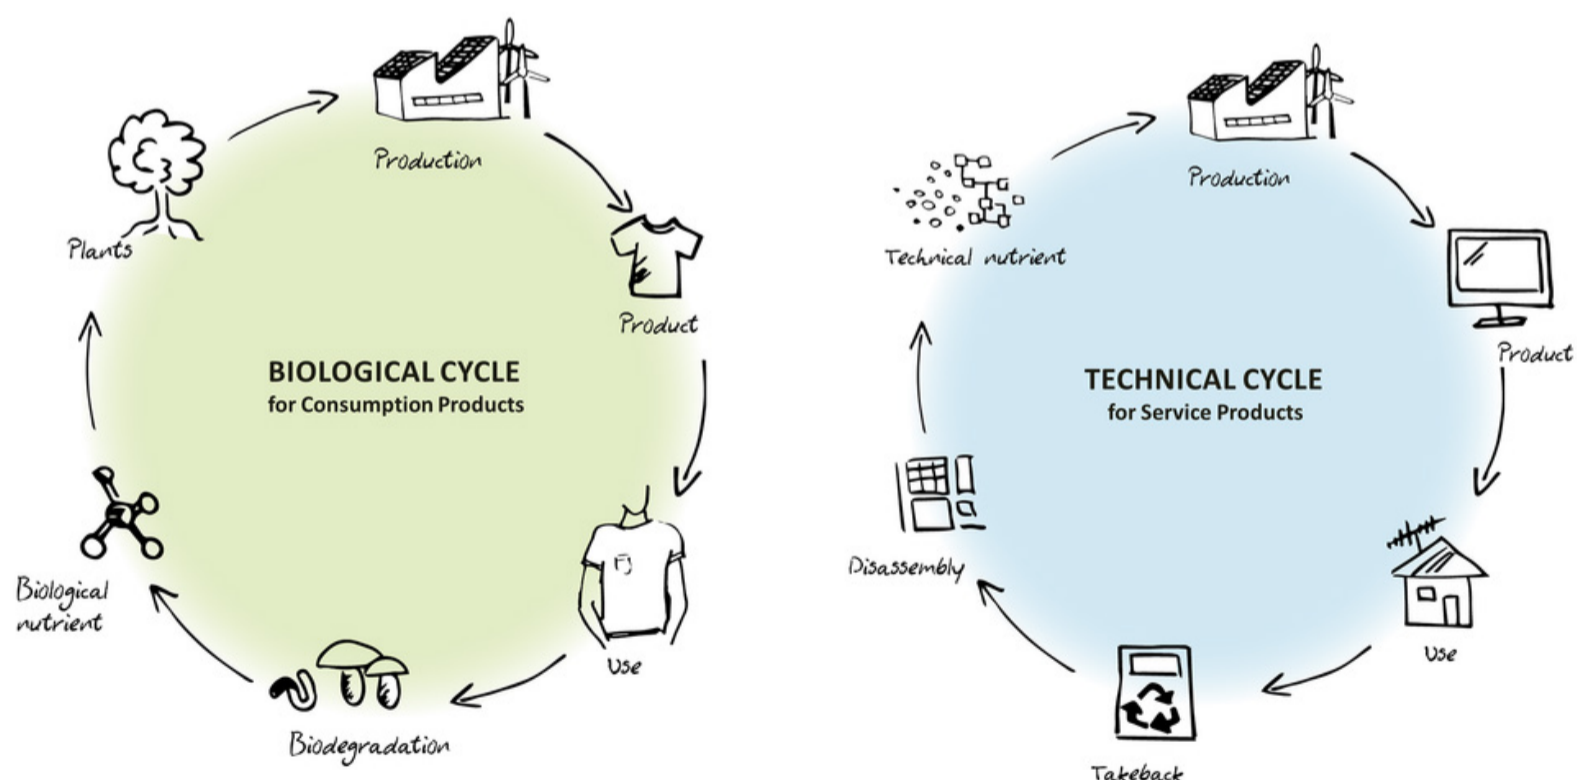 Production
Plants
Product
BIOLOGICAL CYCLE
for Consumption Products
Biological
nutrient
Use
Biodegradation
Production
Technical nutrient
Product
TECHNICAL CYCLE
for Service Products
Disassembly
Use
Takeback